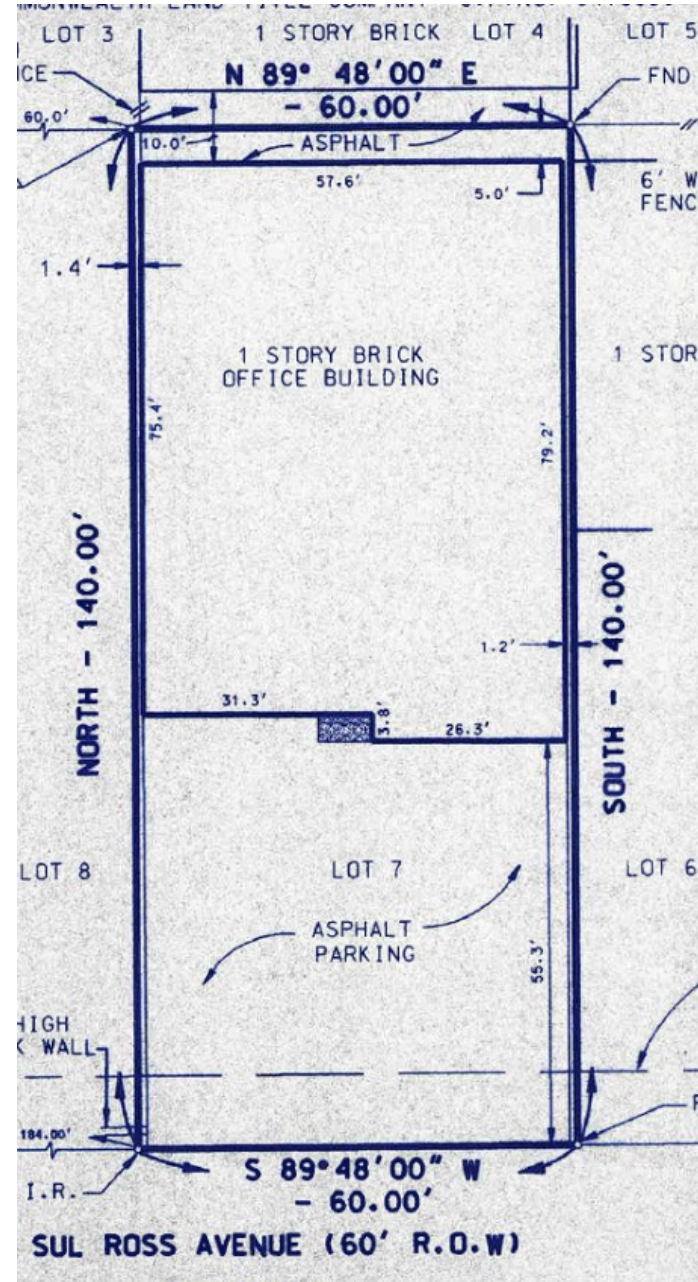 LOT 3
1 STORY BRICK
LOT 4
LOT 5
N 89° 48'00" E
- 60.00'
FND
60.0'
10.0'
ASPHALT
57.6'
5.0'
6' W
FENC
1.4'
1 STORY BRICK
OFFICE BUILDING
1 STOR
75.4'
79.2'
NORTH - 140.00'
SOUTH - 140.00'
1.2'
31.3'
3.8'
26.3'
LOT 8
LOT 7
LOT 6
ASPHALT
PARKING
55.3'
HIGH
WALL
184.00'
I.R.
S 89°48'00" W
- 60.00'
SUL ROSS AVENUE (60' R.O.W)